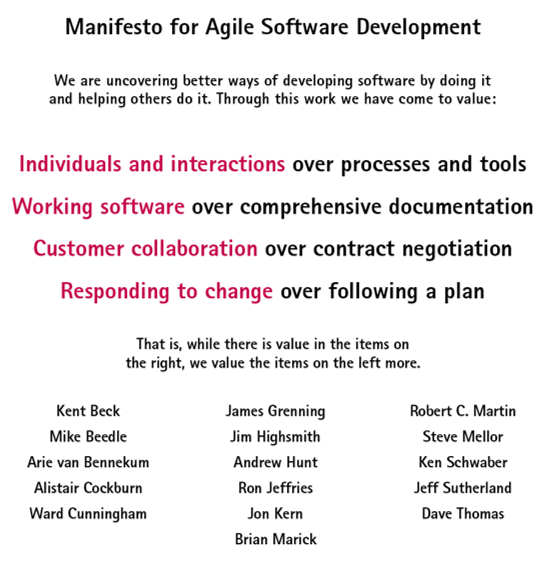 Manifesto for Agile Software Development
We are uncovering better ways of developing software by doing it
and helping others do it. Through this work we have come to value:
Individuals and interactions over processes and tools
Working software over comprehensive documentation
Customer collaboration over contract negotiation
Responding to change over following a plan
That is, while there is value in the items on
the right, we value the items on the left more.
Kent Beck
Mike Beedle
Arie van Bennekum
Alistair Cockburn
Ward Cunningham
James Grenning
Jim Highsmith
Andrew Hunt
Ron Jeffries
Jon Kern
Brian Marick
Robert C. Martin
Steve Mellor
Ken Schwaber
Jeff Sutherland
Dave Thomas